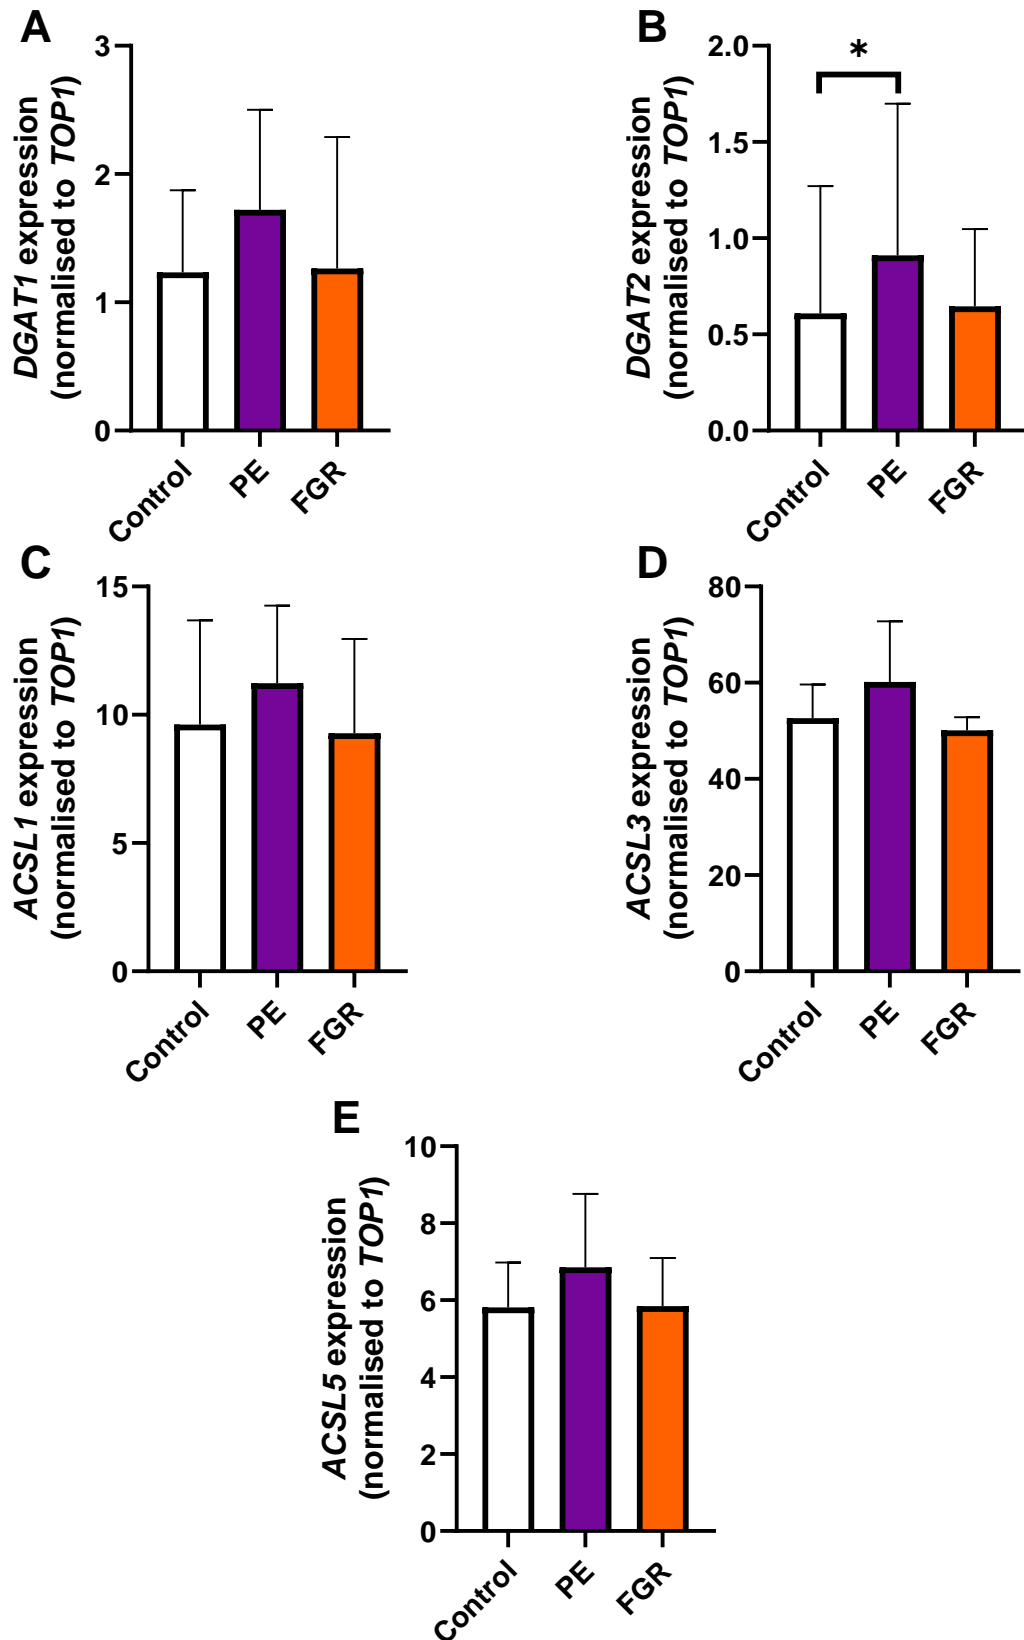 A
DGAT1 expression
(normalised to TOP1)
3
2
1
0
Control
PE
FGR
B
DGAT2 expression
(normalised to TOP1)
2.0
1.5
1.0
0.5
0.0
*
Control
PE
FGR
C
ACSL1 expression
(normalised to TOP1)
15
10
5
0
Control
PE
FGR
D
ACSL3 expression
(normalised to TOP1)
80
60
40
20
0
Control
PE
FGR
E
ACSL5 expression
(normalised to TOP1)
10
8
6
4
2
0
Control
PE
FGR